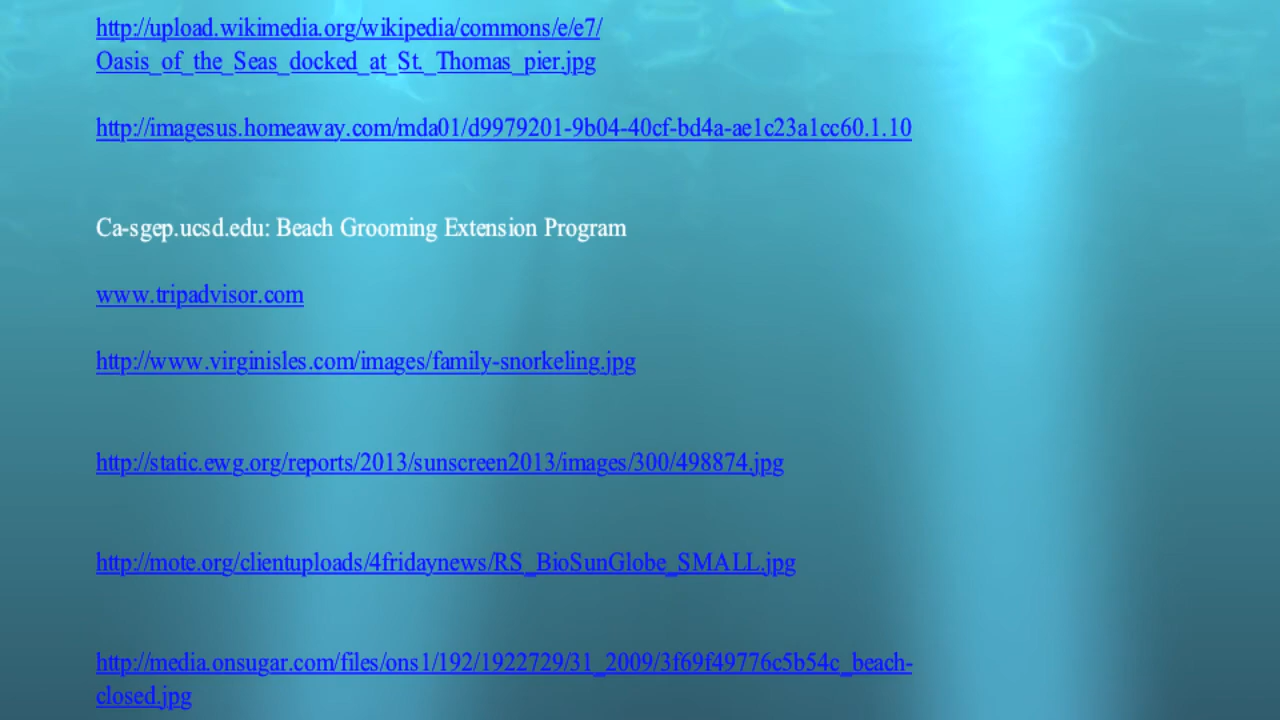 http://upload.wikimedia.org/wikipedia/commons/e/e7/
Oasis_of_the_Seas_docked_at_St._Thomas_pier.jpg
http://imagesus.homeaway.com/mda01/d9979201-9b04-40cf-bd4a-ae1c23a1cc60.1.10
Ca-sgep.ucsd.edu: Beach Grooming Extension Program
www.tripadvisor.com
http://www.virginisles.com/images/family-snorkeling.jpg
http://static.ewg.org/reports/2013/sunscreen2013/images/300/498874.jpg
http://mote.org/clientuploads/4fridaynews/RS_BioSunGlobe_SMALL.jpg
http://media.onsugar.com/files/ons1/192/1922729/31_2009/3f69f49776c5b54c_beach-
closed.jpg